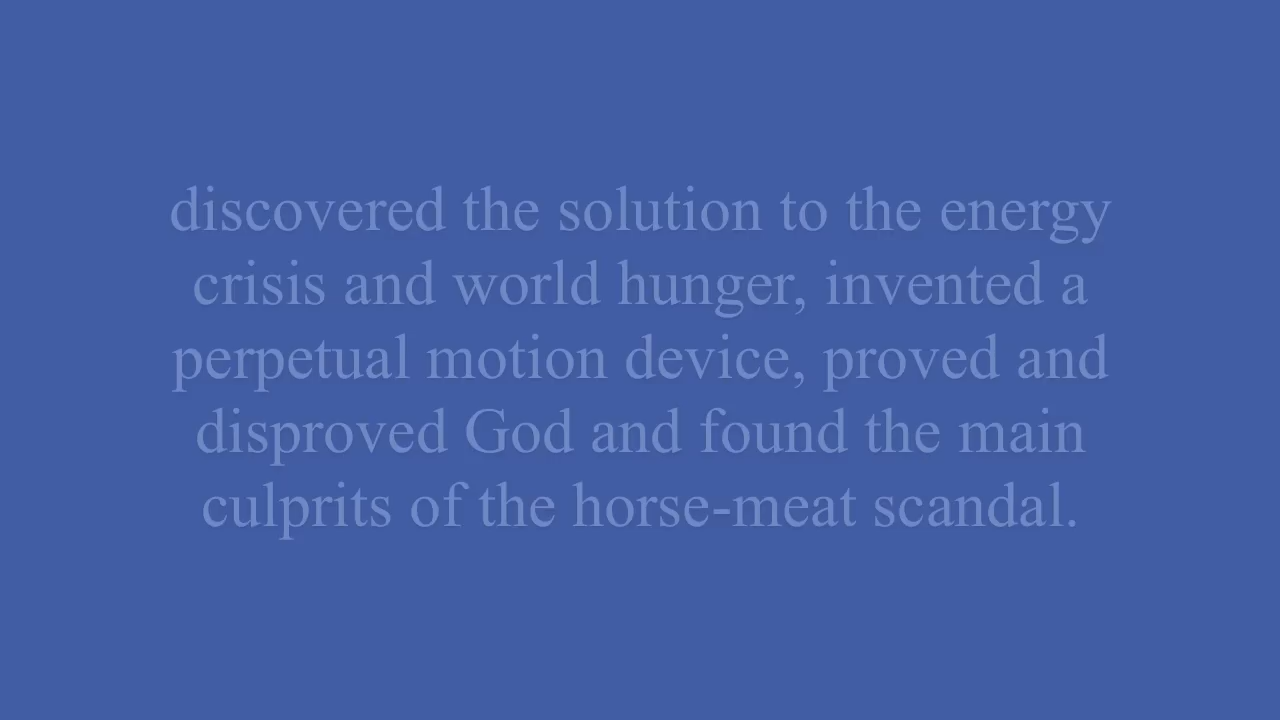 discovered the solution to the energy
crisis and world hunger, invented a
perpetual motion device, proved and
disproved God and found the main
culprits of the horse-meat scandal.